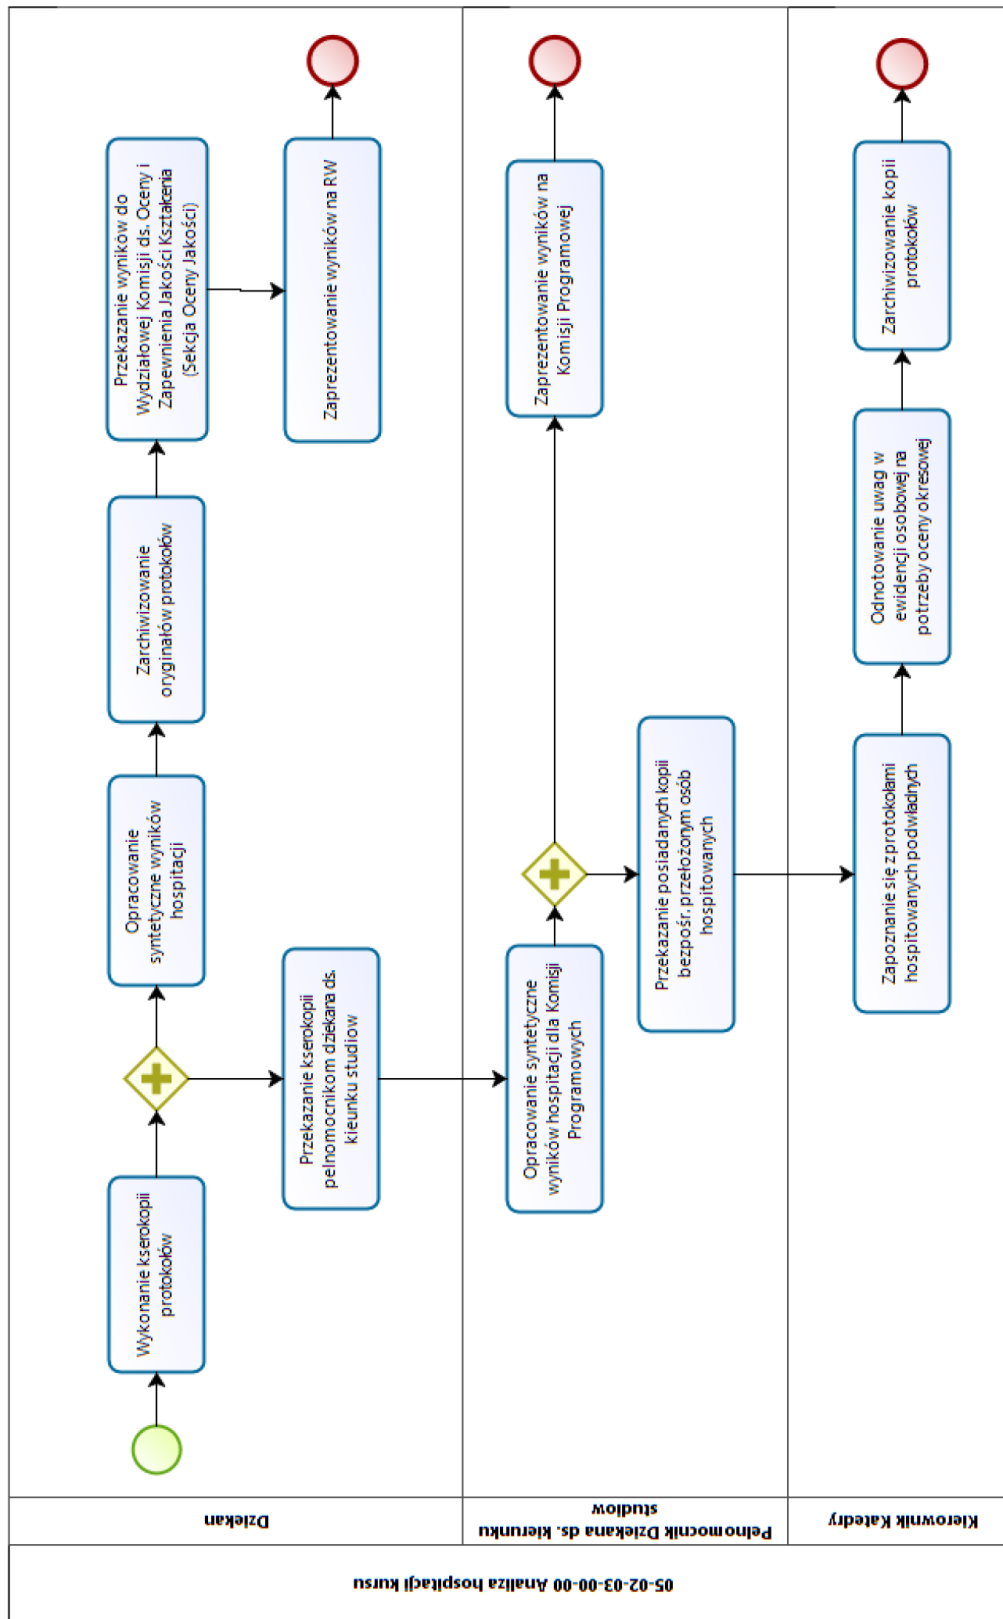 05-02-03-00-00 Analiza hospitacji kursu
Dziekan
Wykonanie kserokopii
protokołów
Opracowanie
syntetyczne wyników
hospitacji
Zarchiwizowanie
oryginałów protokołów
Przekazanie wyników do
Wydziałowej Komisji ds. Oceny i
Zapewnienia Jakości Kształcenia
(Sekcja Oceny Jakości)
Zaprezentowanie wyników na RW
Przekazanie kserokopii
pełnomocnikom dziekana ds.
kieunku studiow
Pełnomocnik Dziekana ds. kierunku
studiow
Opracowanie syntetyczne
wyników hospitacji dla Komisji
Programowych
Zaprezentowanie wyników na
Komisji Programowej
Przekazanie posiadanych kopii
bezpośr. przełożonym osób
hospitowanych
Kierownik Katedry
Zapoznanie się z protokołami
hospitowanych podwładnych
Odnotowanie uwag w
ewidencji osobowej na
potrzeby oceny okresowej
Zarchiwizowanie kopii
protokołów